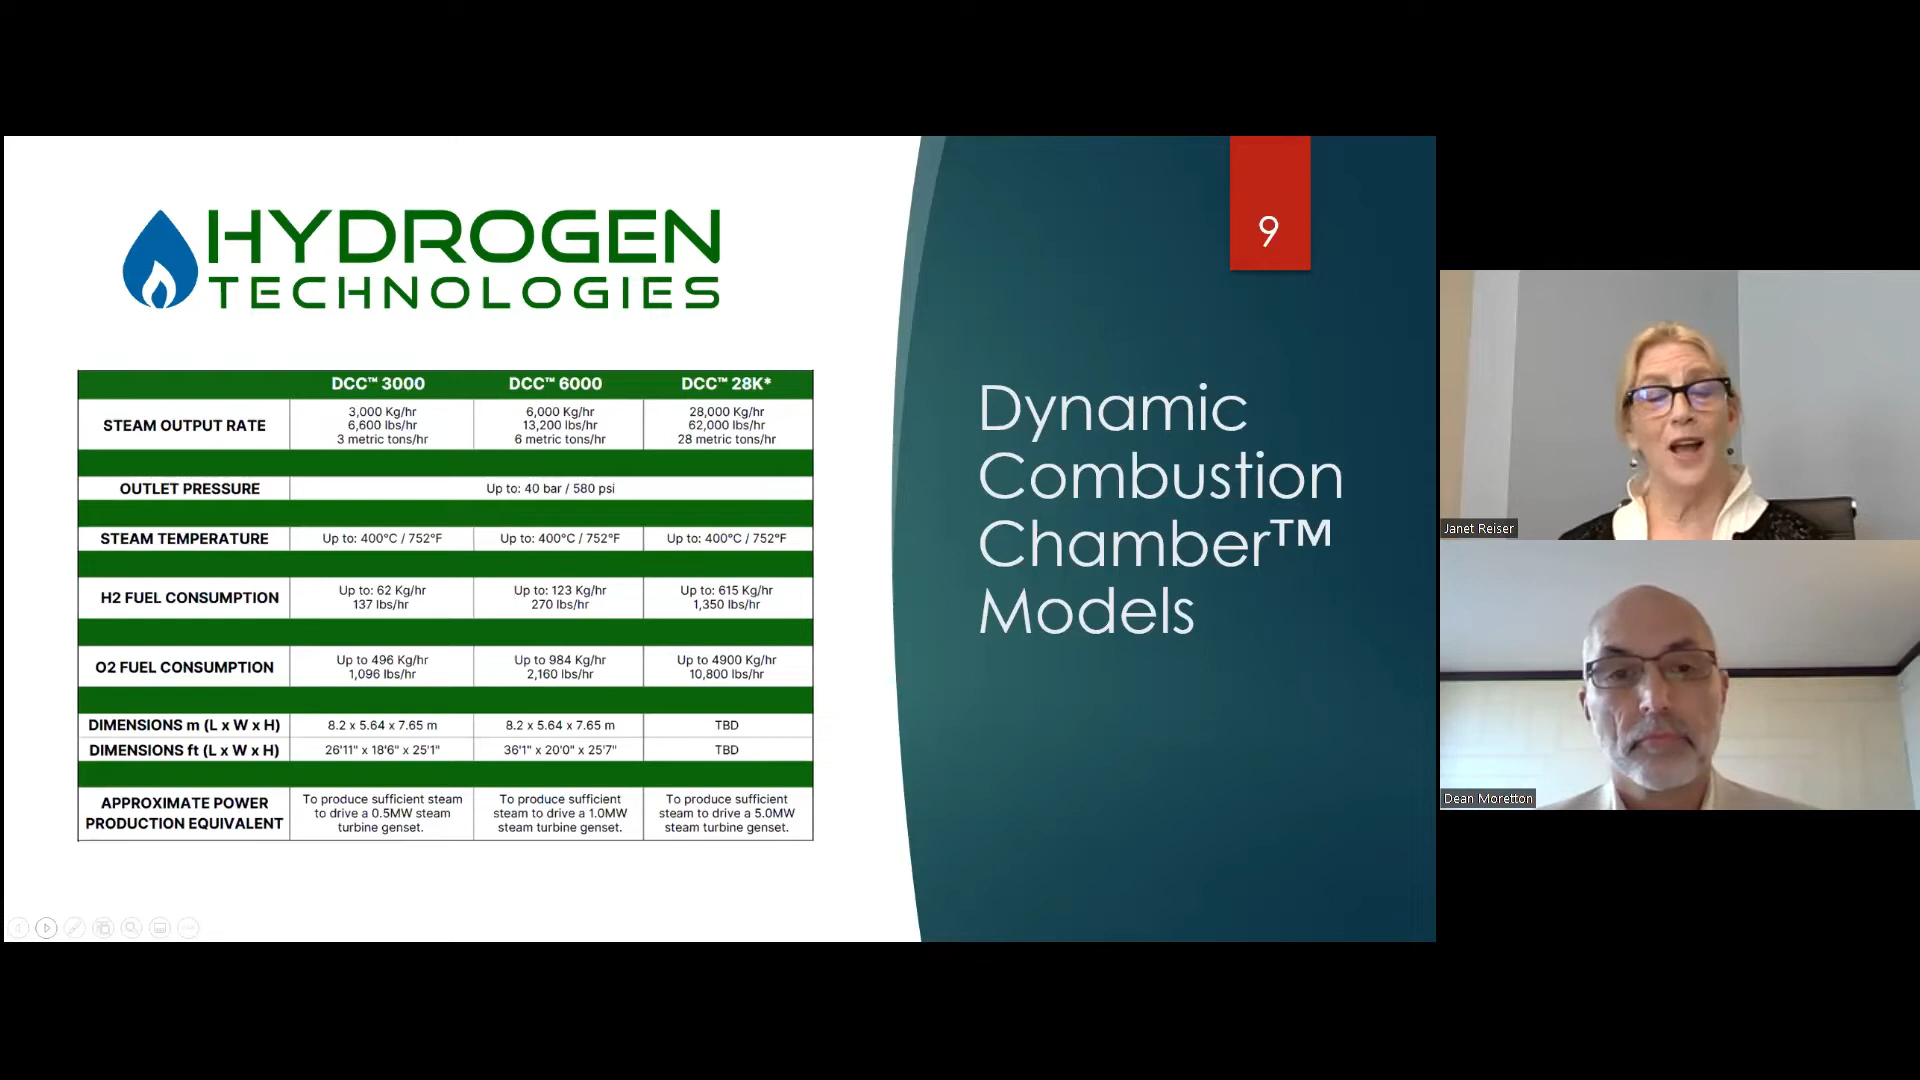 HYDROGEN
TECHNOLOGIES
DCC™ 3000 DCC™ 6000 DCC™ 28K*
STEAM OUTPUT RATE
3,000 Kg/hr
6,600 lbs/hr
3 metric tons/hr
6,000 Kg/hr
13,200 lbs/hr
6 metric tons/hr
28,000 Kg/hr
62,000 lbs/hr
28 metric tons/hr
OUTLET PRESSURE
Up to: 40 bar / 580 psi
STEAM TEMPERATURE
Up to: 400°C / 752°F
Up to: 400°C / 752°F
Up to: 400°C / 752°F
H2 FUEL CONSUMPTION
Up to: 62 Kg/hr
137 lbs/hr
Up to: 123 Kg/hr
270 lbs/hr
Up to: 615 Kg/hr
1,350 lbs/hr
O2 FUEL CONSUMPTION
Up to 496 Kg/hr
1,096 lbs/hr
Up to: 984 Kg/hr
2,160 lbs/hr
Up to 4900 Kg/hr
10,800 lbs/hr
DIMENSIONS m (L x W x H)
8.2 x 5.64 x 7.65 m
8.2 x 5.64 x 7.65 m
TBD
DIMENSIONS ft (L x W x H)
26'11" x 18'6" x 25'1"
36'1" x 20'0" x 25'7"
TBD
APPROXIMATE POWER
PRODUCTION EQUIVALENT
To produce sufficient steam
to drive a 0.5MW steam
turbine genset.
To produce sufficient
steam to drive a 1.0MW
steam turbine genset.
To produce sufficient
steam to drive a 5.0MW
steam turbine genset.
9
Dynamic
Combustion
Chamber™
Models
Janet Reiser
Dean Moretton